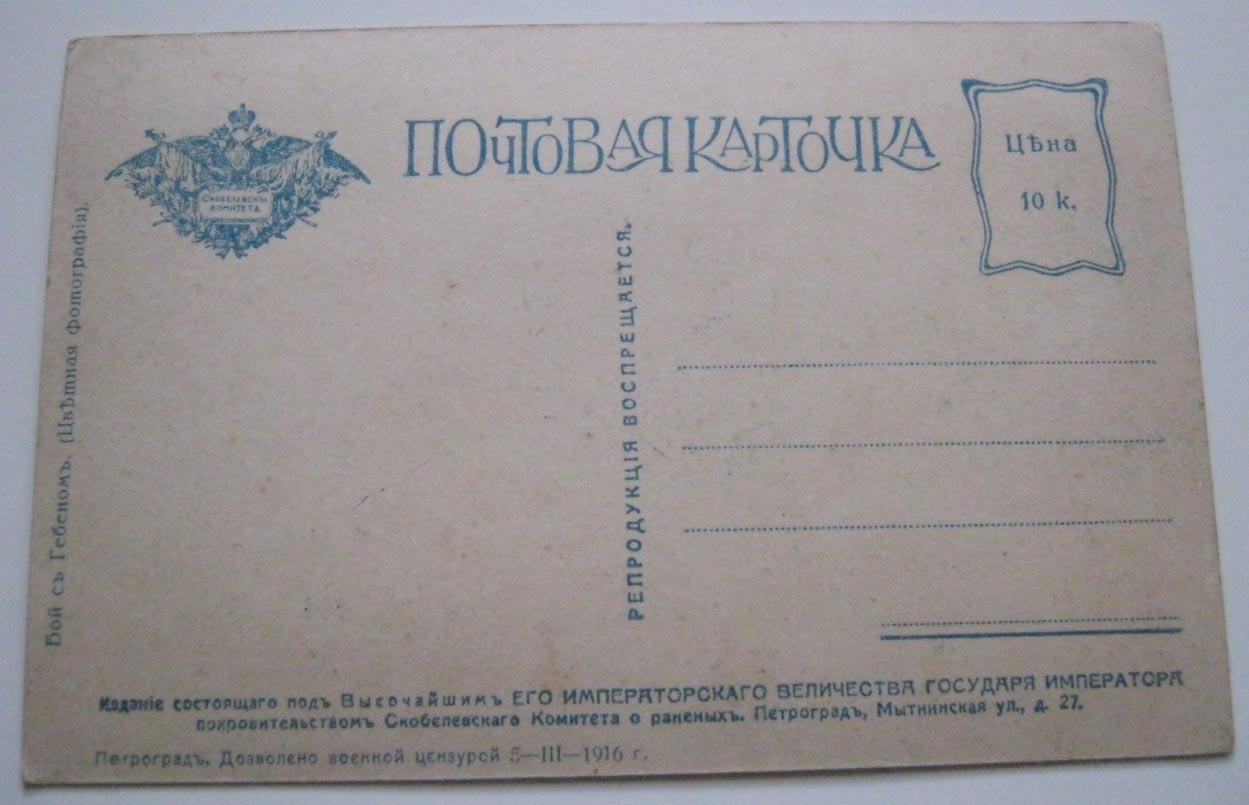 ПОЧТОВАЯ КАРТОЧКА
СКОБЕЛЕВСКІЙ
КОМИТЕТЪ
Цѣна
10 к.
Бой съ Гебеномъ. (Цвѣтная фотографія).
РЕПРОДУКЦІЯ ВОСПРЕЩАЕТСЯ.
Изданіе состоящаго подъ Высочайшимъ ЕГО ИМПЕРАТОРСКАГО ВЕЛИЧЕСТВА ГОСУДАРЯ ИМПЕРАТОРА
покровительствомъ Скобелевскаго Комитета о раненыхъ. Петроградъ, Мытнинская ул., д. 27.
Петроградъ. Дозволено военной цензурой 5—III—1916 г.